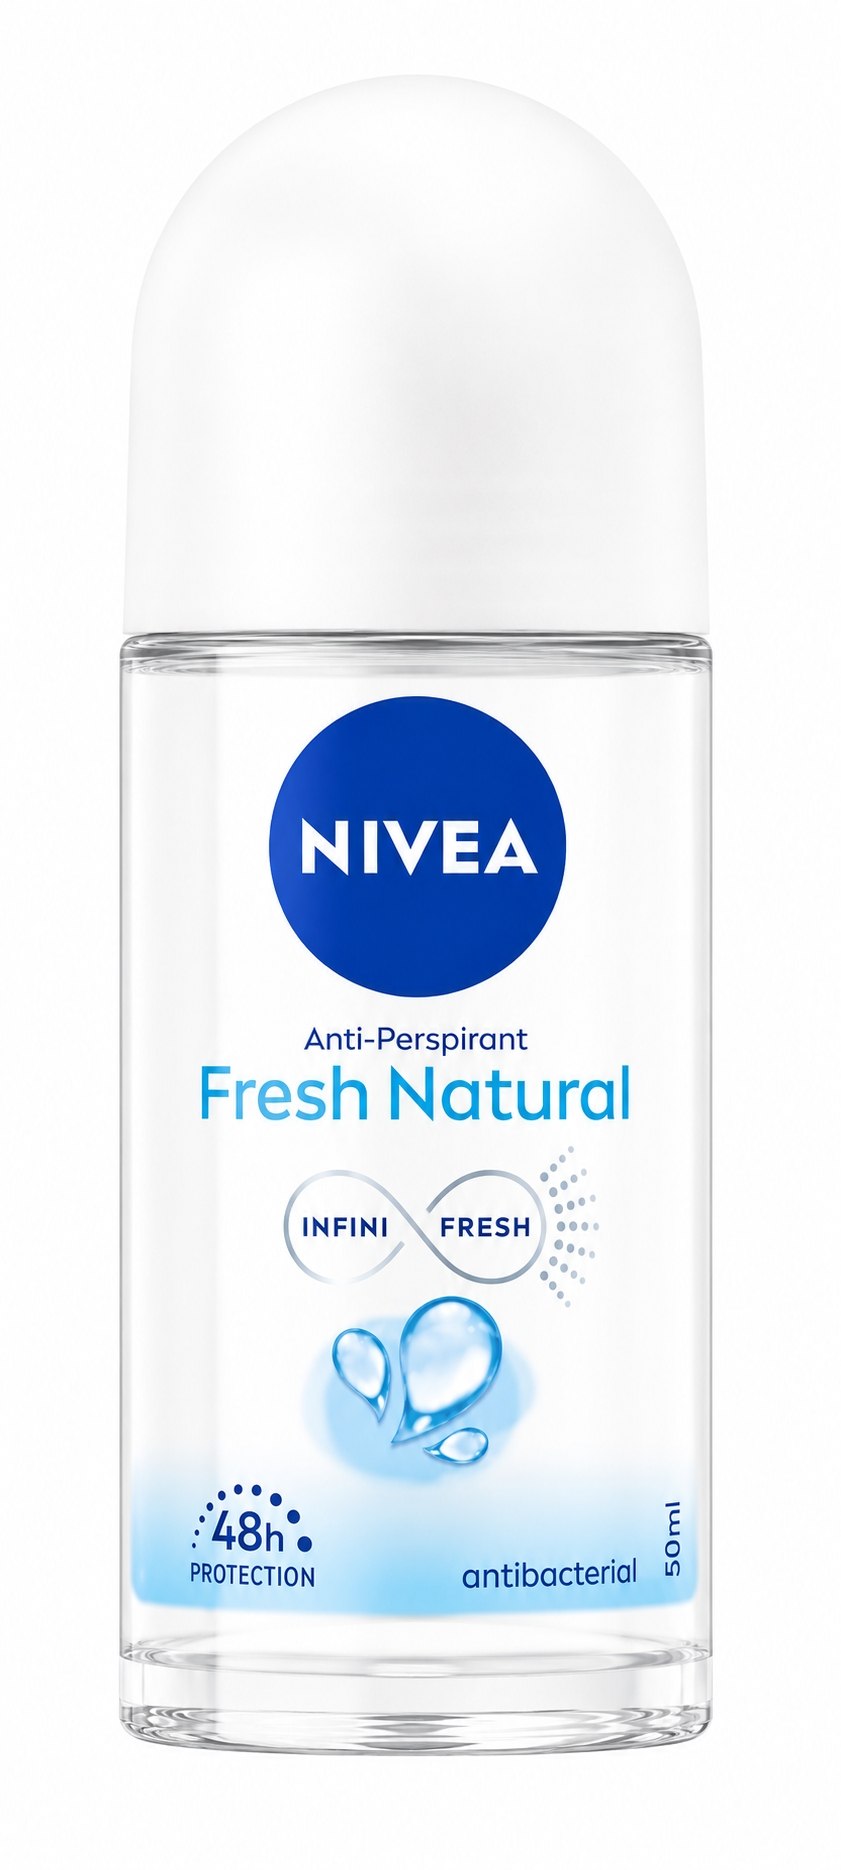 NIVEA
Anti-Perspirant
Fresh Natural
INFINI FRESH
48h
PROTECTION
antibacterial
50ml